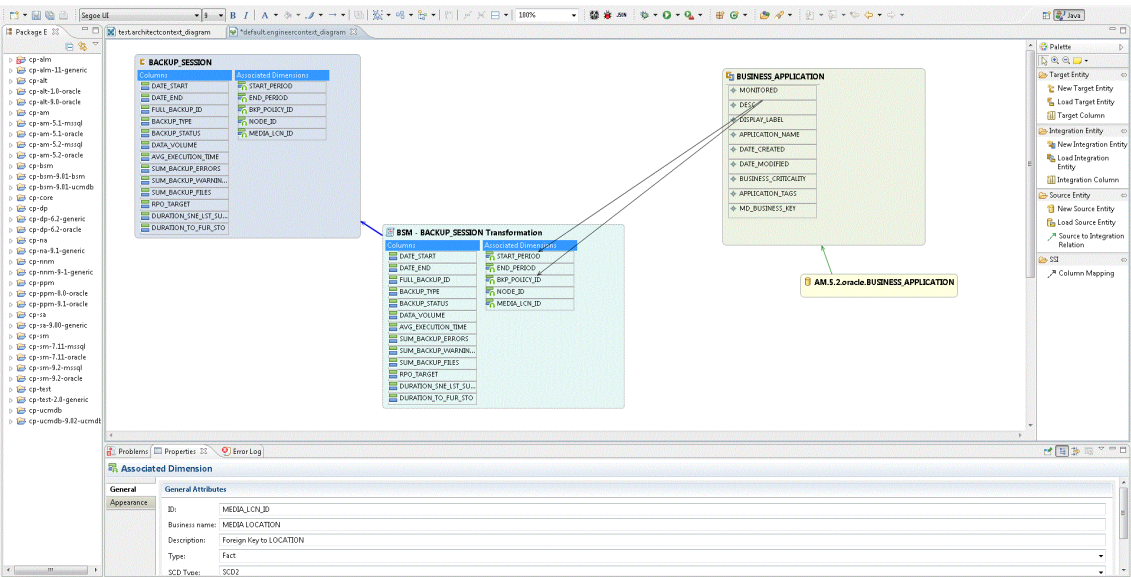 Segoe UI
9
B I A
100%
JSON
Java
Package E
test.architectcontext_diagram
*default.engineercontext_diagram
cp-alm
cp-alm-11-generic
cp-alt
cp-alt-1.0-oracle
cp-alt-9.0-oracle
cp-am
cp-am-5.1-mssql
cp-am-5.1-oracle
cp-am-5.2-mssql
cp-am-5.2-oracle
cp-bsm
cp-bsm-9.01-bsm
cp-bsm-9.01-ucmdb
cp-core
cp-dp
cp-dp-6.2-generic
cp-dp-6.2-oracle
cp-na
cp-na-9.1-generic
cp-nnm
cp-nnm-9-1-generic
cp-ppm
cp-ppm-8.0-oracle
cp-ppm-9.1-oracle
cp-sa
cp-sa-9.00-generic
cp-sm
cp-sm-7.11-mssql
cp-sm-7.11-oracle
cp-sm-9.2-mssql
cp-sm-9.2-oracle
cp-test
cp-test-2.0-generic
cp-ucmdb
cp-ucmdb-9.02-ucmdb
BACKUP_SESSION
Columns
DATE_START
DATE_END
FULL_BACKUP_ID
BACKUP_TYPE
BACKUP_STATUS
DATA_VOLUME
AVG_EXECUTION_TIME
SUM_BACKUP_ERRORS
SUM_BACKUP_WARNIN...
SUM_BACKUP_FILES
RPO_TARGET
DURATION_SNE_LST_SU...
DURATION_TO_FUR_STO
Associated Dimensions
START_PERIOD
END_PERIOD
BKP_POLICY_ID
NODE_ID
MEDIA_LCN_ID
BSM - BACKUP_SESSION Transformation
Columns
DATE_START
DATE_END
FULL_BACKUP_ID
BACKUP_TYPE
BACKUP_STATUS
DATA_VOLUME
AVG_EXECUTION_TIME
SUM_BACKUP_ERRORS
SUM_BACKUP_WARNIN...
SUM_BACKUP_FILES
RPO_TARGET
DURATION_SNE_LST_SU...
DURATION_TO_FUR_STO
Associated Dimensions
START_PERIOD
END_PERIOD
BKP_POLICY_ID
NODE_ID
MEDIA_LCN_ID
BUSINESS_APPLICATION
MONITORED
DESC
DISPLAY_LABEL
APPLICATION_NAME
DATE_CREATED
DATE_MODIFIED
BUSINESS_CRITICALITY
APPLICATION_TAGS
MD_BUSINESS_KEY
AM.5.2.oracle.BUSINESS_APPLICATION
Palette
Target Entity
New Target Entity
Load Target Entity
Target Column
Integration Entity
New Integration Entity
Load Integration
Entity
Integration Column
Source Entity
New Source Entity
Load Source Entity
Source to Integration
Relation
SSI
Column Mapping
Problems
Properties
Error Log
Associated Dimension
General
Appearance
General Attributes
ID: MEDIA_LCN_ID
Business name: MEDIA LOCATION
Description: Foreign Key to LOCATION
Type: Fact
SCD Type: SCD2